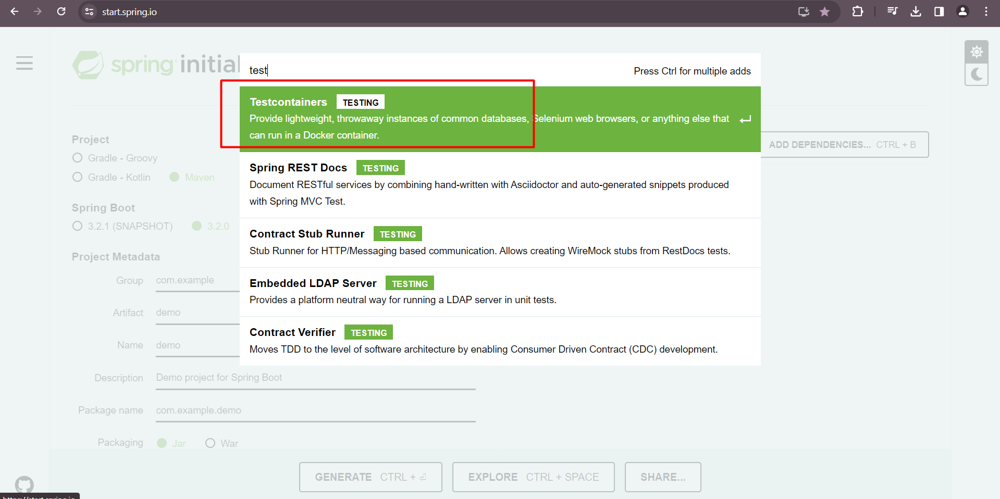 start.spring.io
spring initial
test
Press Ctrl for multiple adds
Testcontainers TESTING
Provide lightweight, throwaway instances of common databases, Selenium web browsers, or anything else that
can run in a Docker container.
Spring REST Docs TESTING
Document RESTful services by combining hand-written with Asciidoctor and auto-generated snippets produced
with Spring MVC Test.
Contract Stub Runner TESTING
Stub Runner for HTTP/Messaging based communication. Allows creating WireMock stubs from RestDocs tests.
Embedded LDAP Server TESTING
Provides a platform neutral way for running a LDAP server in unit tests.
Contract Verifier TESTING
Moves TDD to the level of software architecture by enabling Consumer Driven Contract (CDC) development.
ADD DEPENDENCIES... CTRL + B
Project
Gradle - Groovy
Gradle - Kotlin Maven
Spring Boot
3.2.1 (SNAPSHOT) 3.2.0
Project Metadata
Group com.example
Artifact demo
Name demo
Description Demo project for Spring Boot
Package name com.example.demo
Packaging Jar War
GENERATE CTRL + ⏎
EXPLORE CTRL + SPACE
SHARE...
https://start.spring.io